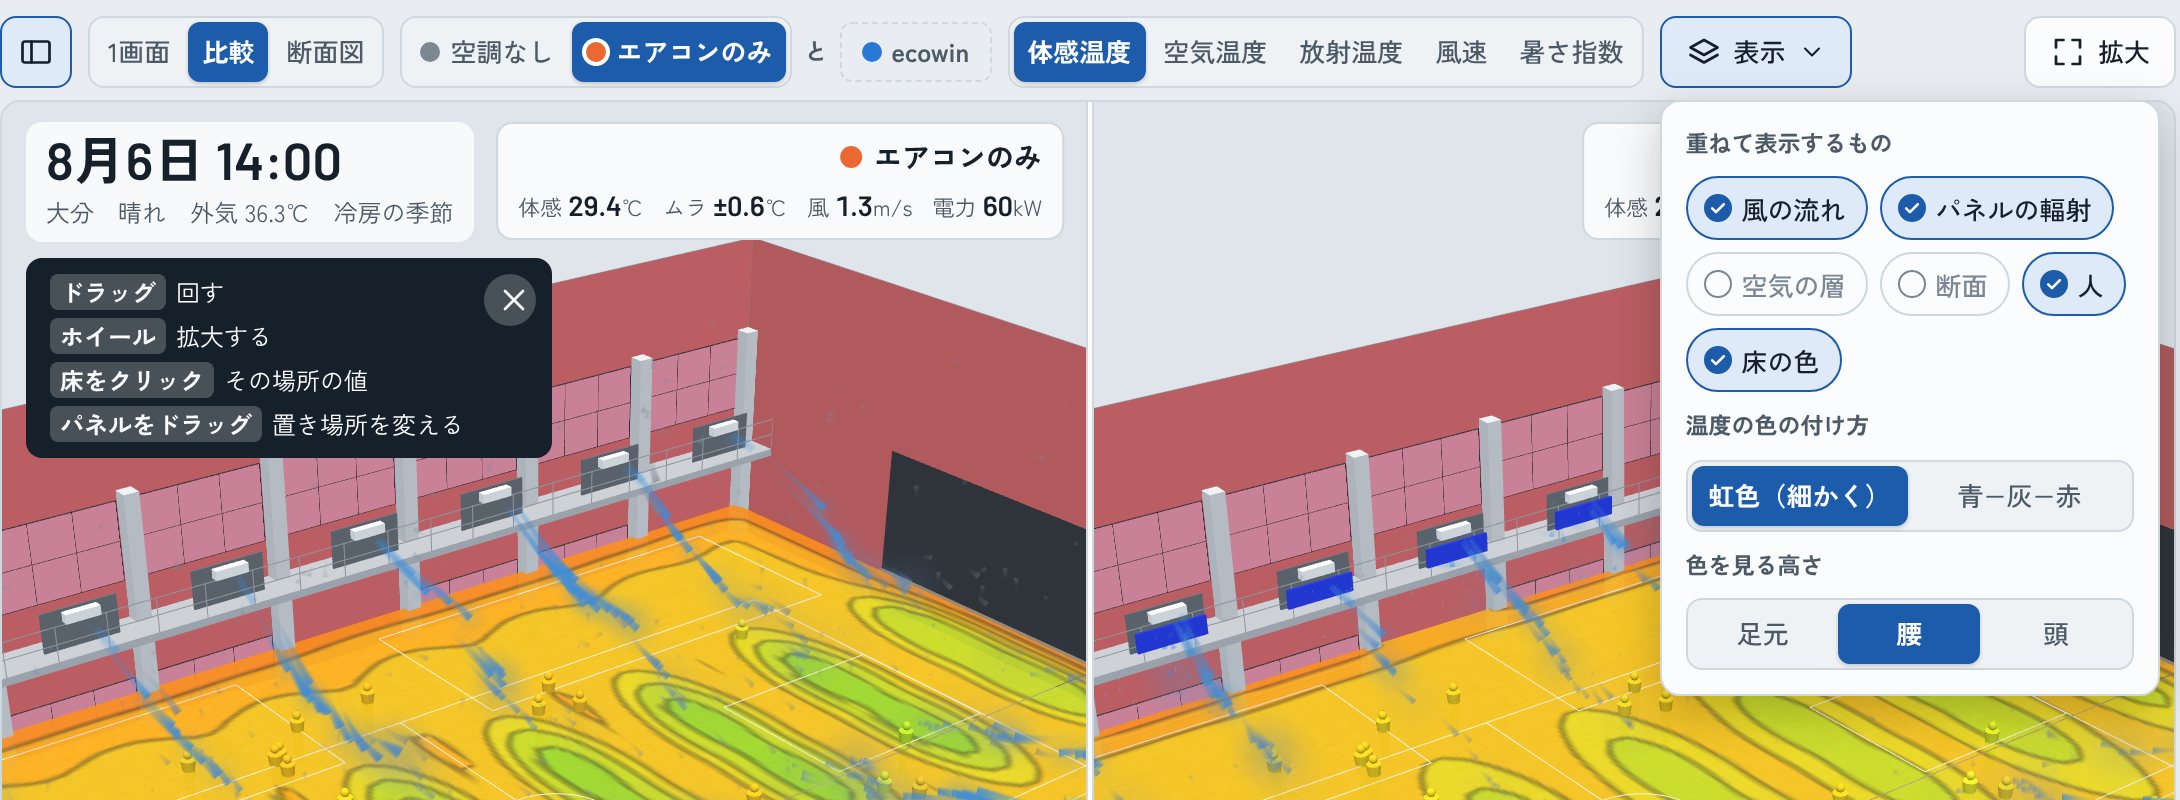 1画面 比較 断面図 空調なし エアコンのみ と ecowin 体感温度 空気温度 放射温度 風速 暑さ指数 表示 拡大
8月6日 14:00
大分 晴れ 外気 36.3℃ 冷房の季節
エアコンのみ
体感 29.4℃ ムラ ±0.6℃ 風 1.3m/s 電力 60kW
ドラッグ 回す
ホイール 拡大する
床をクリック その場所の値
パネルをドラッグ 置き場所を変える
体感
重ねて表示するもの
風の流れ パネルの輻射
空気の層 断面 人
床の色
温度の色の付け方
虹色（細かく） 青−灰−赤
色を見る高さ
足元 腰 頭